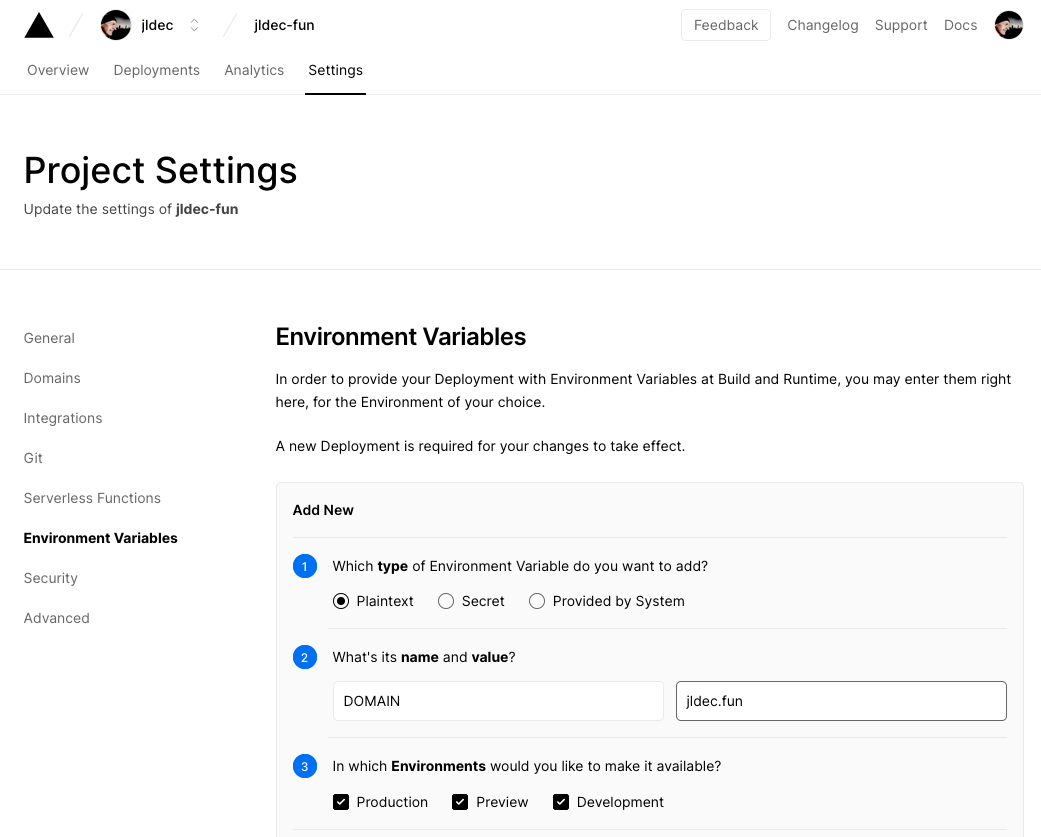 jldec jldec-fun Feedback Changelog Support Docs
Overview Deployments Analytics Settings
Project Settings
Update the settings of jldec-fun
General
Domains
Integrations
Git
Serverless Functions
Environment Variables
Security
Advanced
Environment Variables
In order to provide your Deployment with Environment Variables at Build and Runtime, you may enter them right
here, for the Environment of your choice.
A new Deployment is required for your changes to take effect.
Add New
1 Which type of Environment Variable do you want to add?
Plaintext Secret Provided by System
2 What's its name and value?
DOMAIN jldec.fun
3 In which Environments would you like to make it available?
Production Preview Development